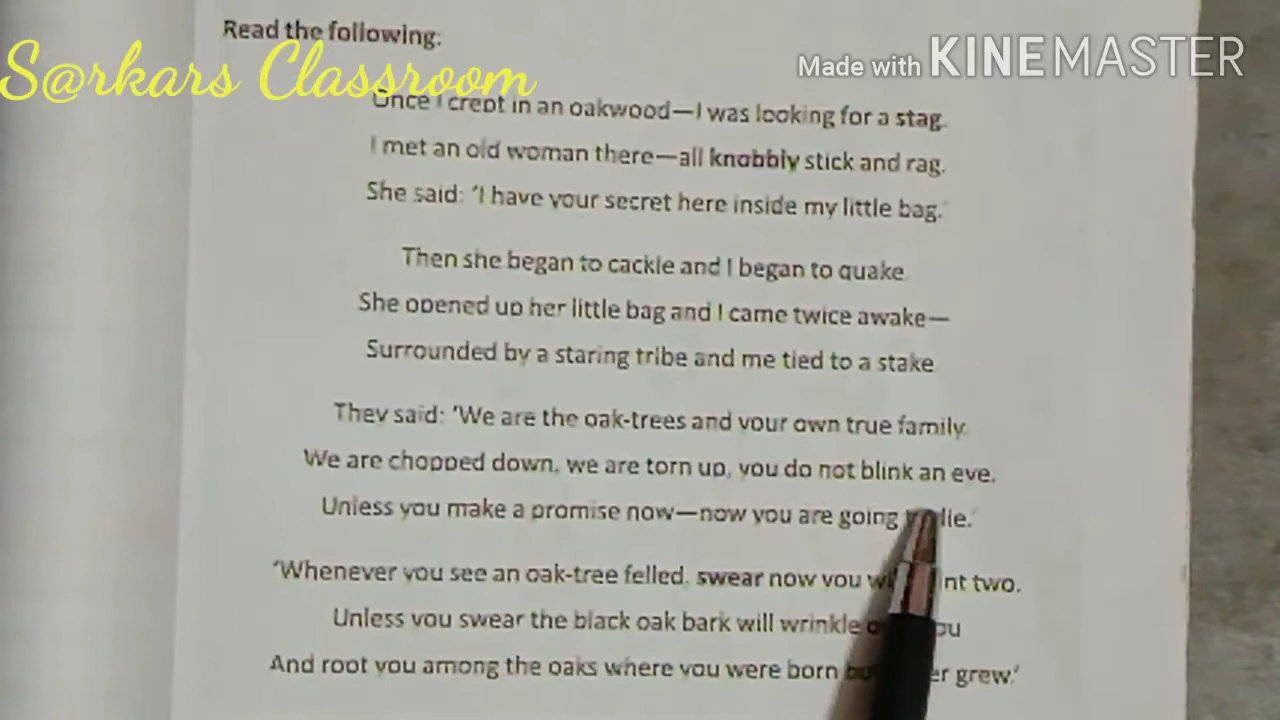 Read the following:
S@rkars Classroom
Made with KINEMASTER
Once I crept in an oakwood—I was looking for a stag.
I met an old woman there—all knobbly stick and rag.
She said: 'I have your secret here inside my little bag.'
Then she began to cackle and I began to quake.
She opened up her little bag and I came twice awake—
Surrounded by a staring tribe and me tied to a stake.
They said: 'We are the oak-trees and your own true family.
We are chopped down, we are torn up, you do not blink an eye.
Unless you make a promise now—now you are going die.'
'Whenever you see an oak-tree felled, swear now you two.
Unless you swear the black oak bark will wrinkle
And root you among the oaks where you were born grew.'